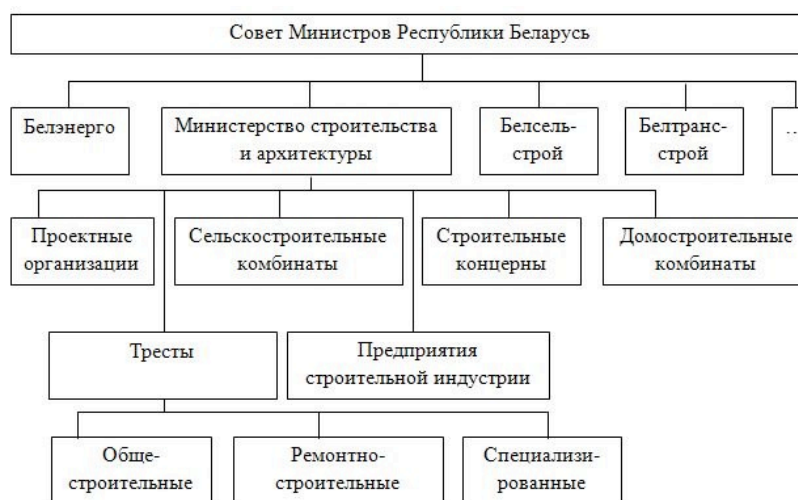 Совет Министров Республики Беларусь
Белэнерго
Министерство строительства
и архитектуры
Белсель-
строй
Белтранс-
строй
..
Проектные
организации
Сельскостроительные
комбинаты
Строительные
концерны
Домостроительные
комбинаты
Тресты
Предприятия
строительной индустрии
Обще-
строительные
Ремонтно-
строительные
Специализи-
рованные